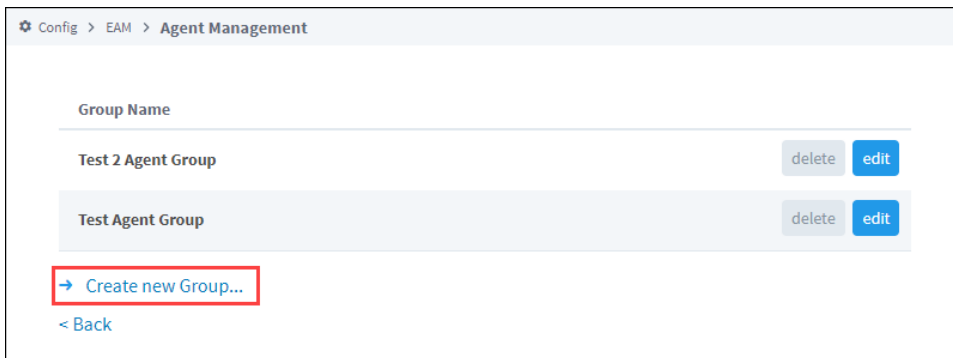 Config > EAM > Agent Management
Group Name
Test 2 Agent Group delete edit
Test Agent Group delete edit
→ Create new Group...
< Back